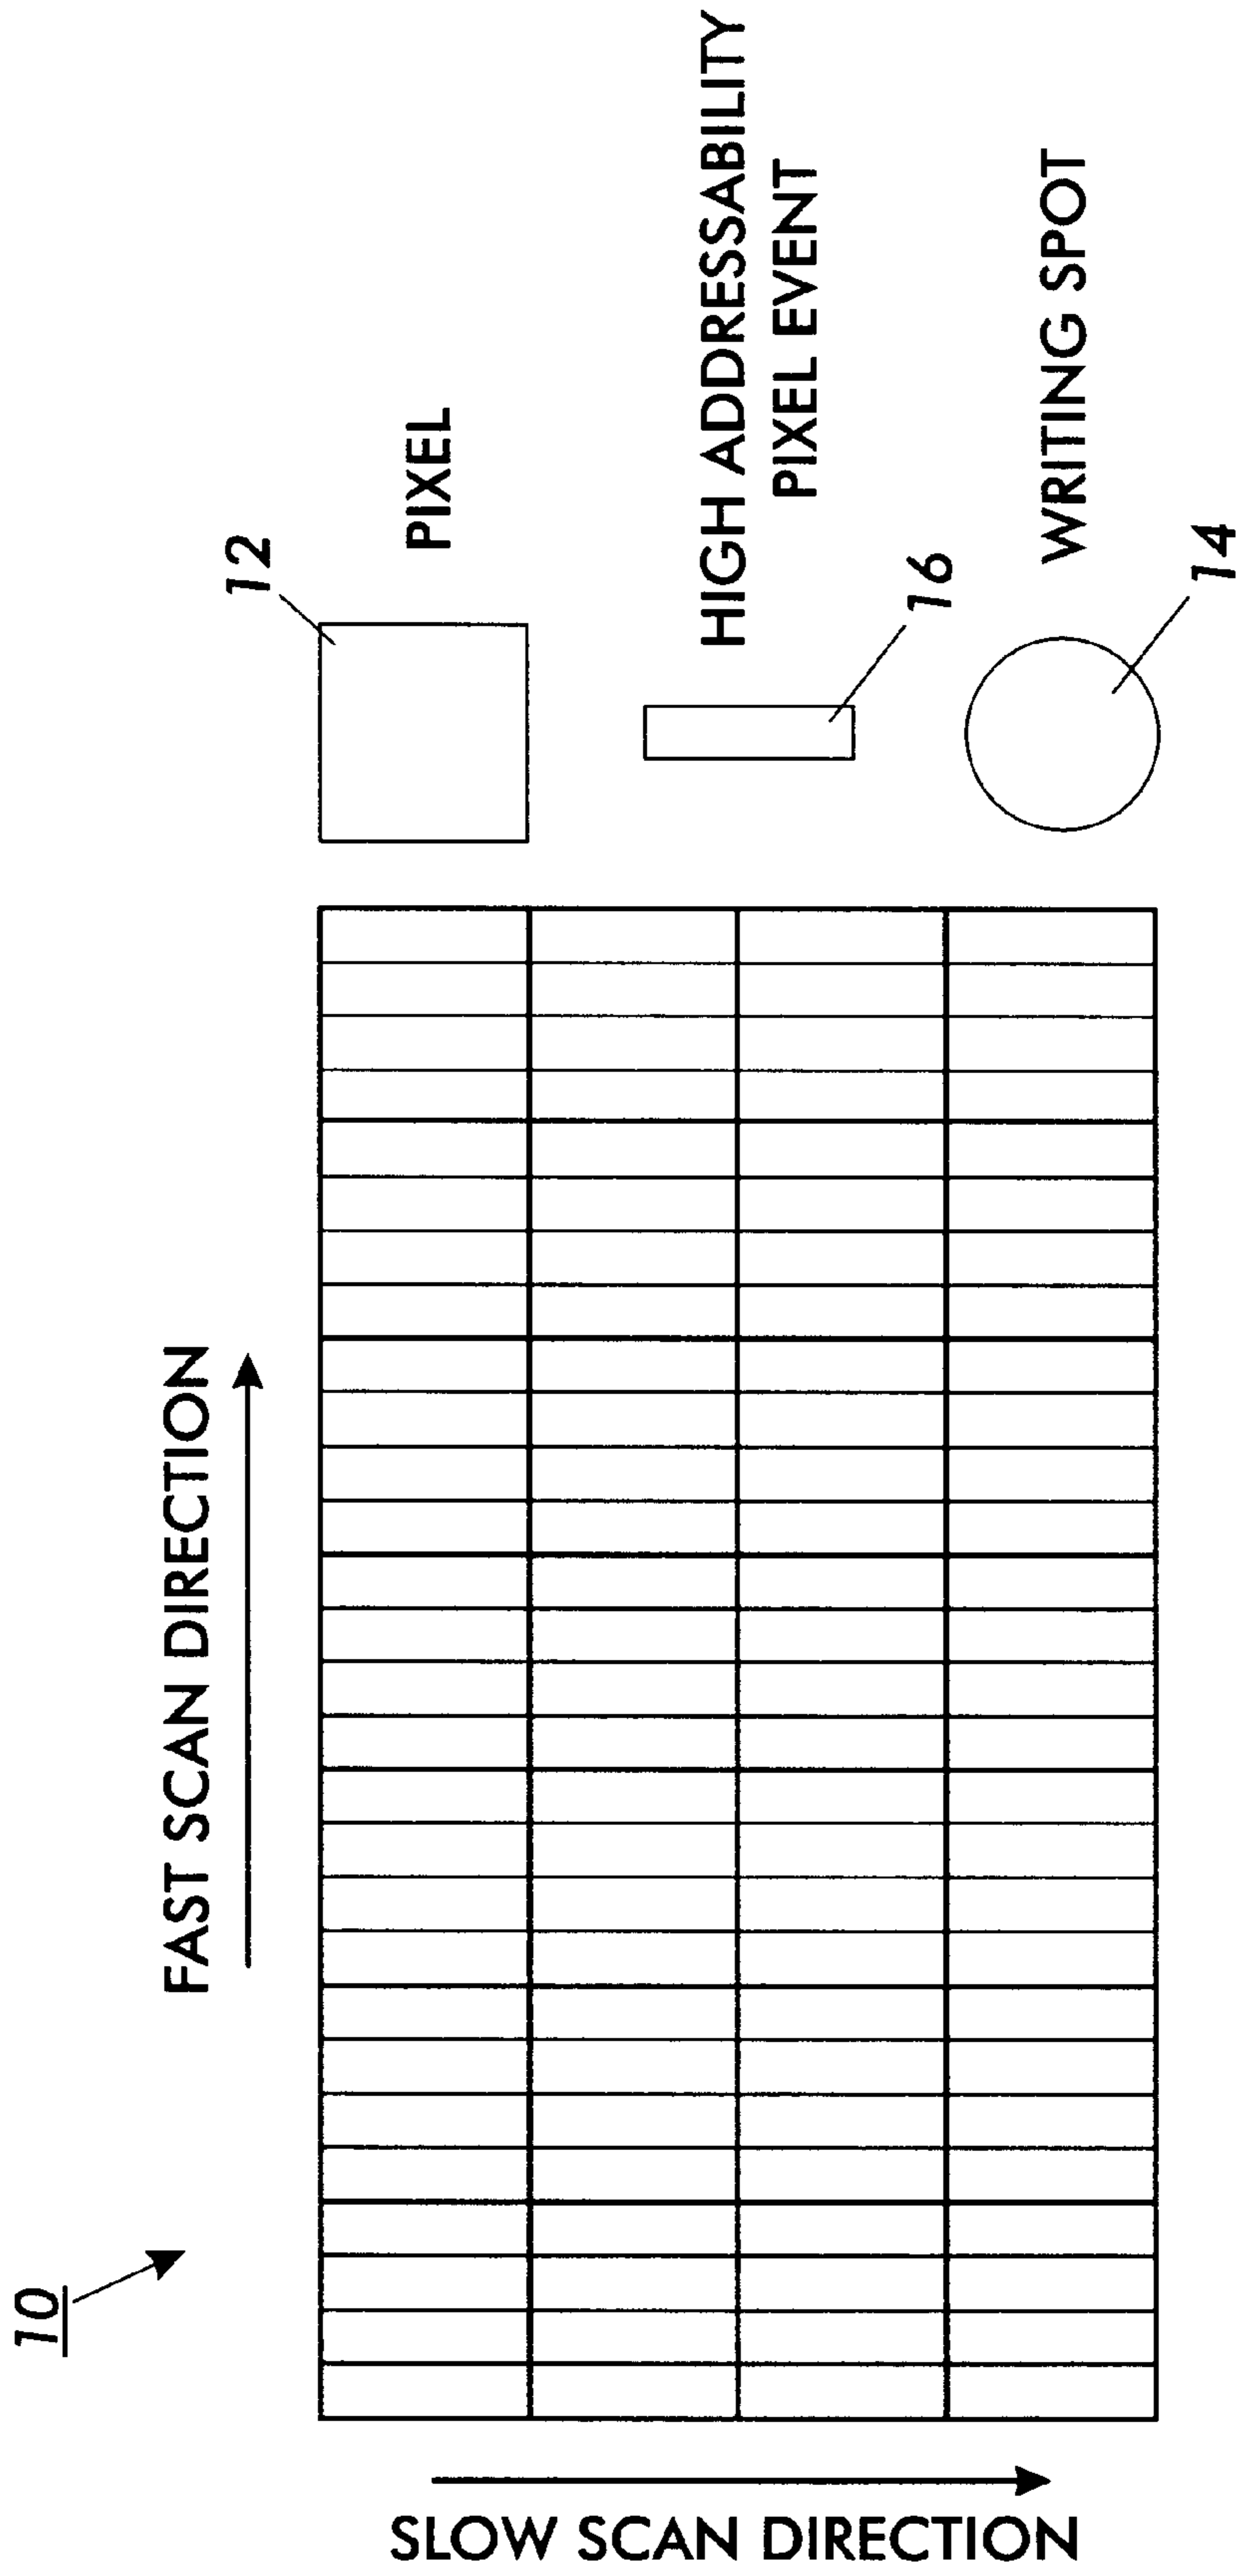 10
FAST SCAN DIRECTION
SLOW SCAN DIRECTION
12
PIXEL
HIGH ADDRESSABILITY
PIXEL EVENT
16
WRITING SPOT
14